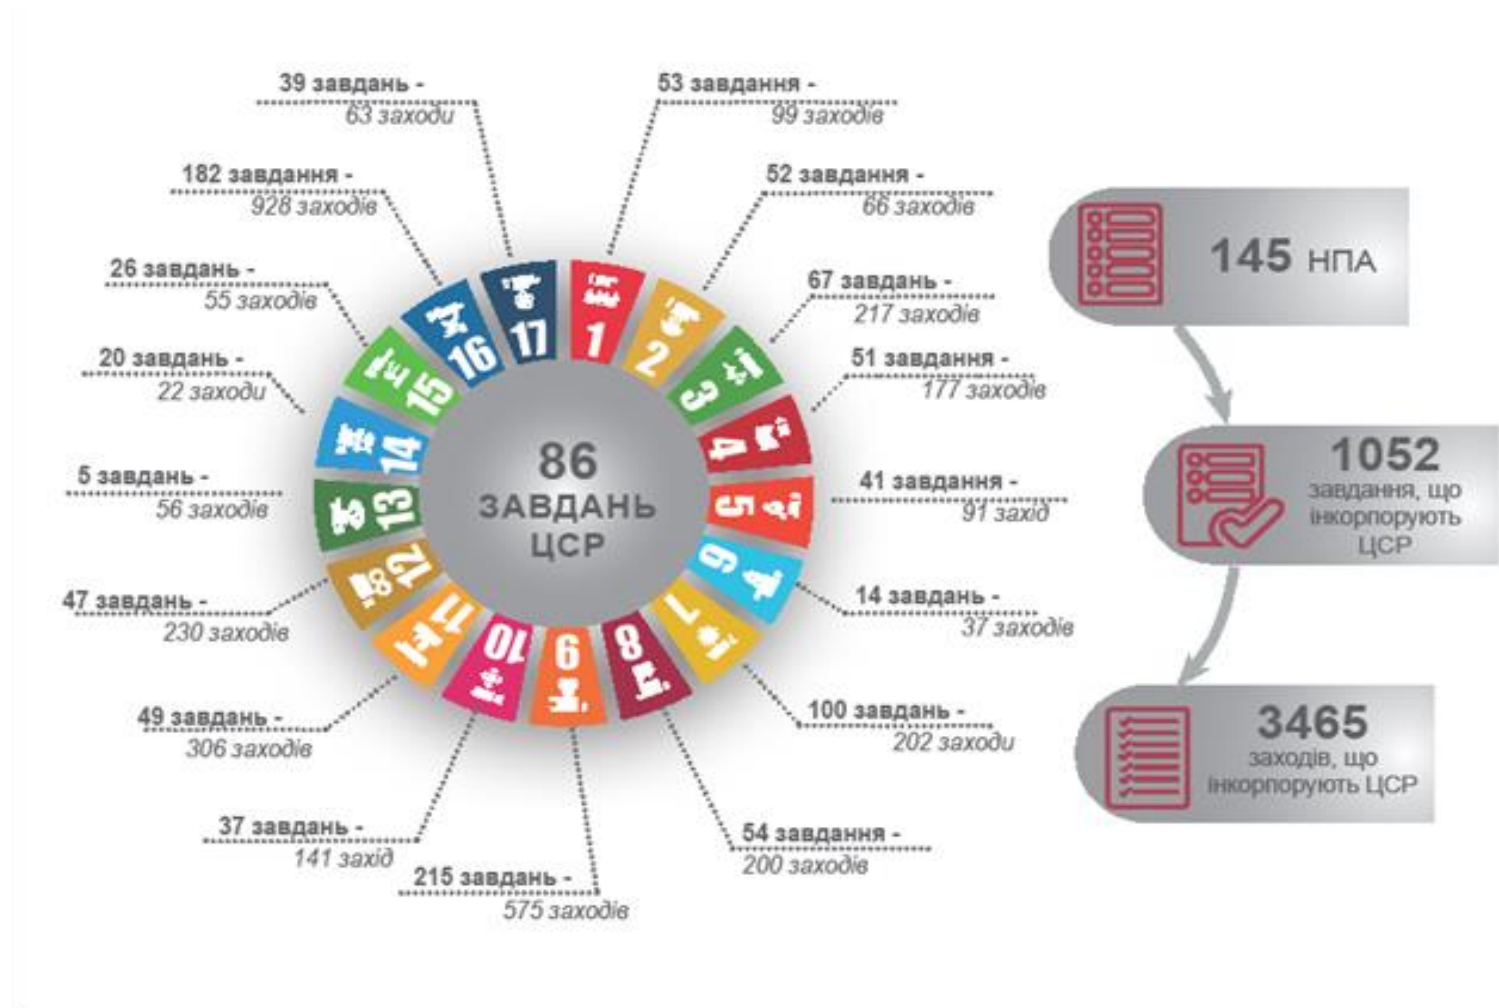 39 завдань -
63 заходи
53 завдання -
99 заходів
182 завдання -
928 заходів
52 завдання -
66 заходів
26 завдань -
55 заходів
67 завдань -
217 заходів
20 завдань -
22 заходи
51 завдання -
177 заходів
5 завдань -
56 заходів
41 завдання -
91 захід
47 завдань -
230 заходів
14 завдань -
37 заходів
49 завдань -
306 заходів
100 завдань -
202 заходи
37 завдань -
141 захід
54 завдання -
200 заходів
215 завдань -
575 заходів
1
2
3
4
5
6
7
8
9
10
11
12
13
14
15
16
17
86
ЗАВДАНЬ
ЦСР
145 НПА
1052
завдання, що
інкорпорують
ЦСР
3465
заходів, що
інкорпорують ЦСР